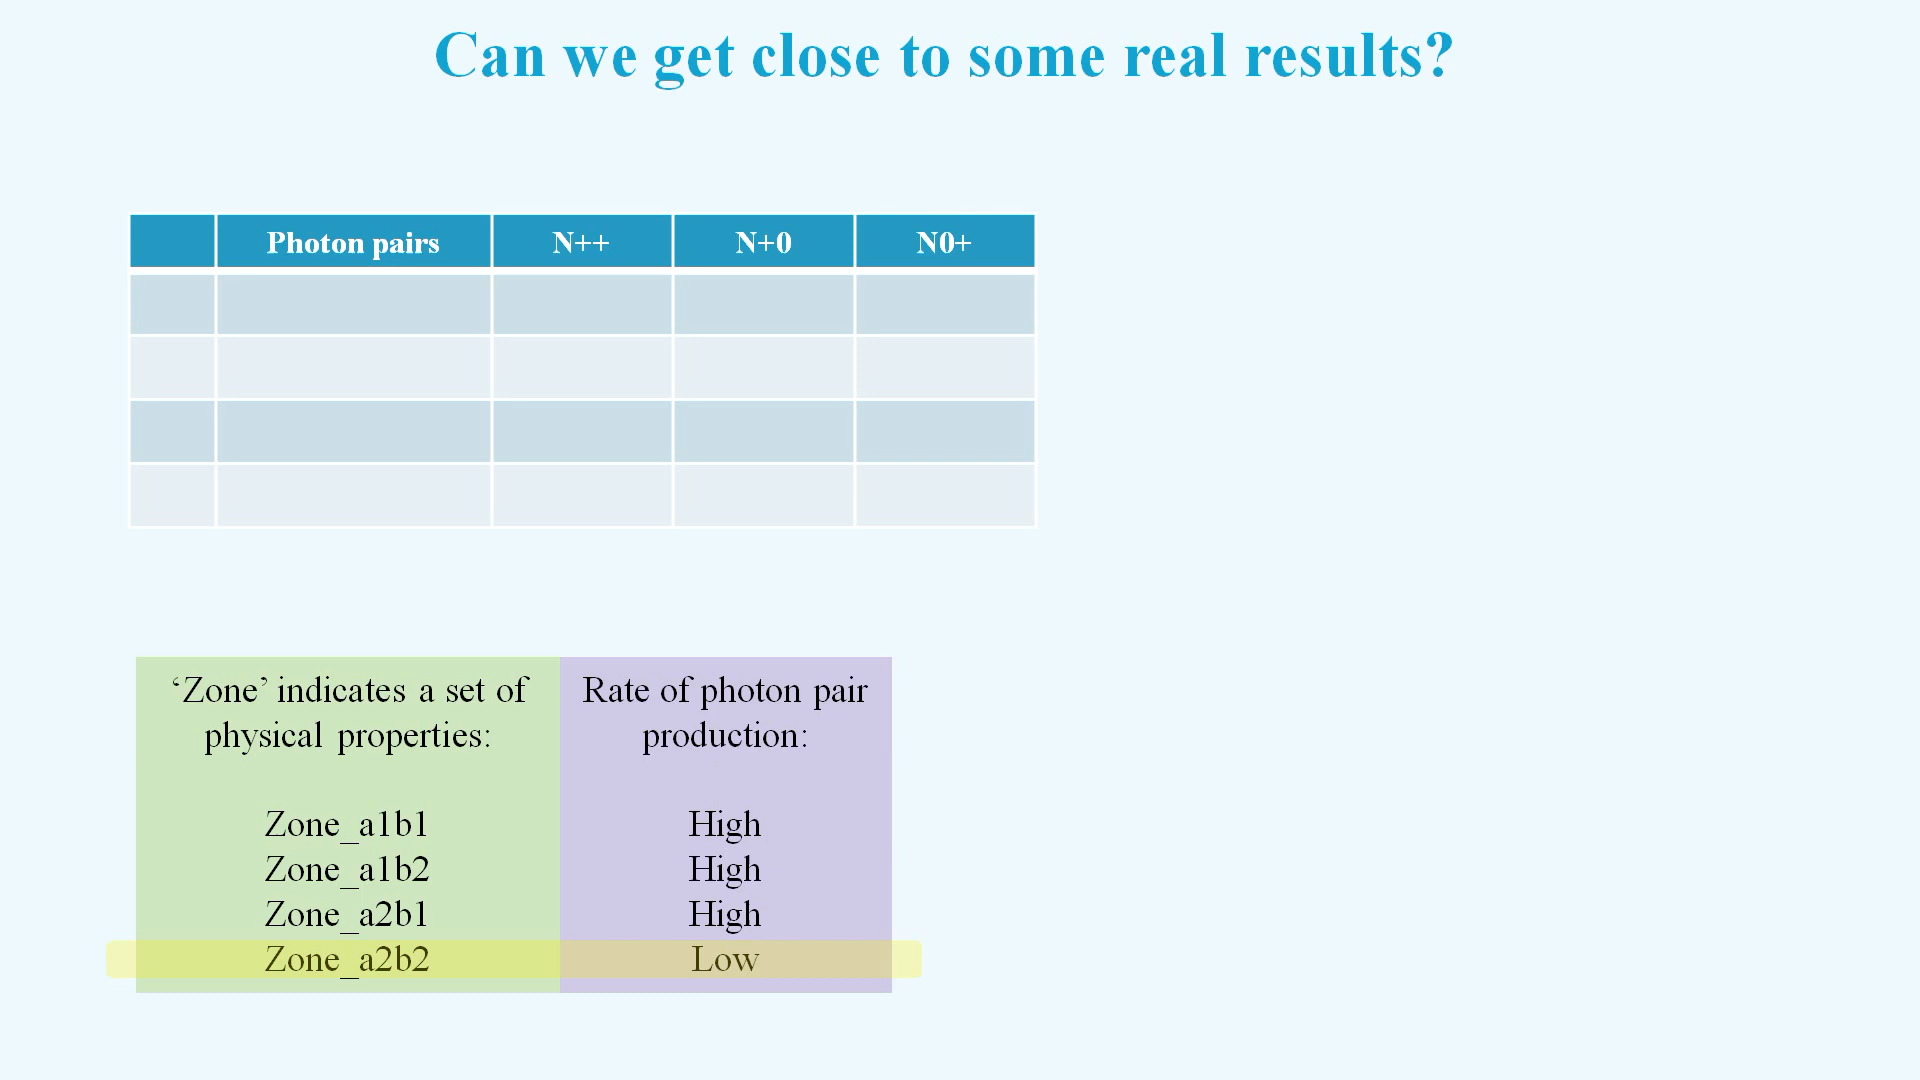 Can we get close to some real results?
Photon pairs N++ N+0 N0+
‘Zone’ indicates a set of
physical properties:
Zone_a1b1
Zone_a1b2
Zone_a2b1
Zone_a2b2
Rate of photon pair
production:
High
High
High
Low